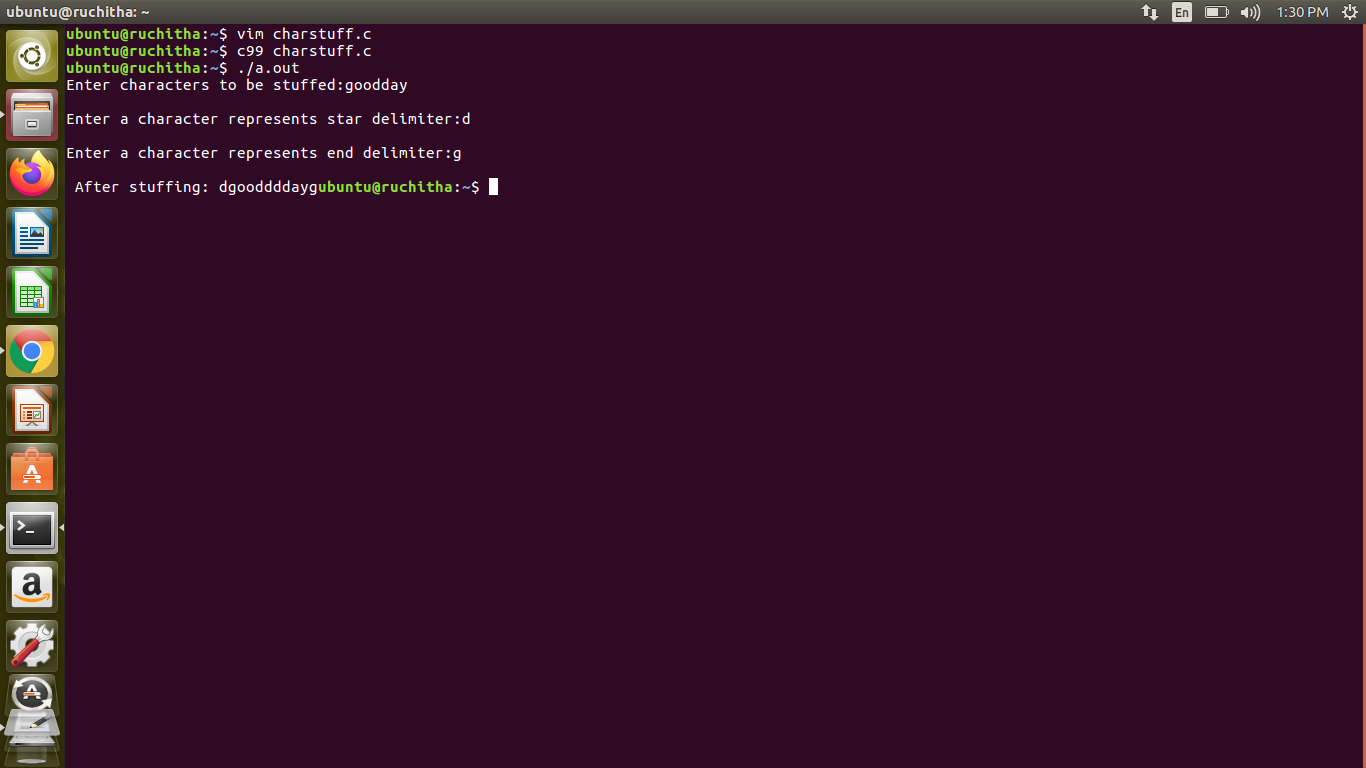 ubuntu@ruchitha: ~
En
1:30 PM
ubuntu@ruchitha:~$ vim charstuff.c
ubuntu@ruchitha:~$ c99 charstuff.c
ubuntu@ruchitha:~$ ./a.out
Enter characters to be stuffed:goodday
Enter a character represents star delimiter:d
Enter a character represents end delimiter:g
After stuffing: dgooddddaygubuntu@ruchitha:~$